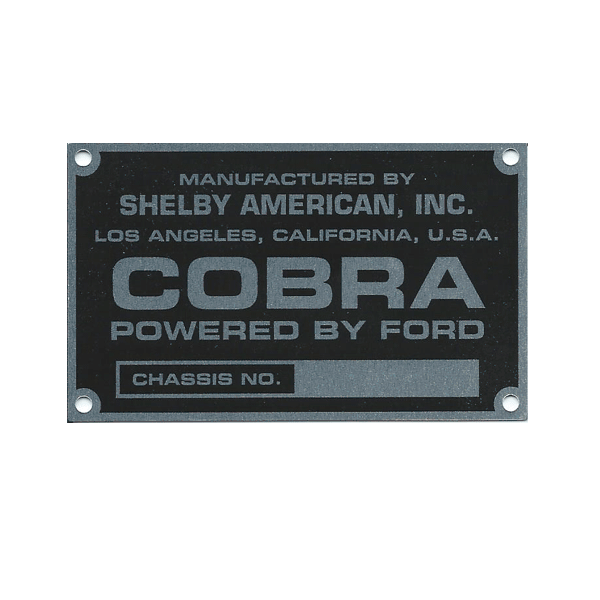 MANUFACTURED BY
SHELBY AMERICAN, INC.
LOS ANGELES, CALIFORNIA, U.S.A.
COBRA
POWERED BY FORD
CHASSIS NO.